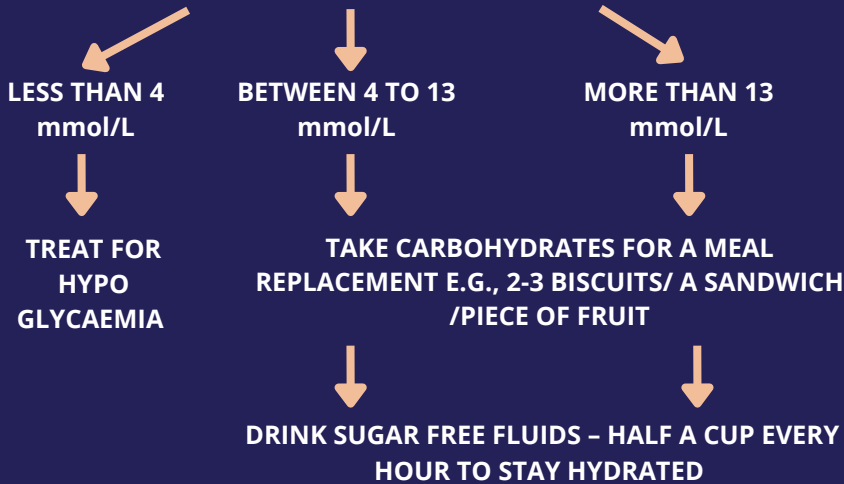 LESS THAN 4
mmol/L
BETWEEN 4 TO 13
mmol/L
MORE THAN 13
mmol/L
TREAT FOR
HYPO
GLYCAEMIA
TAKE CARBOHYDRATES FOR A MEAL
REPLACEMENT E.G., 2-3 BISCUITS/ A SANDWICH
/PIECE OF FRUIT
DRINK SUGAR FREE FLUIDS – HALF A CUP EVERY
HOUR TO STAY HYDRATED